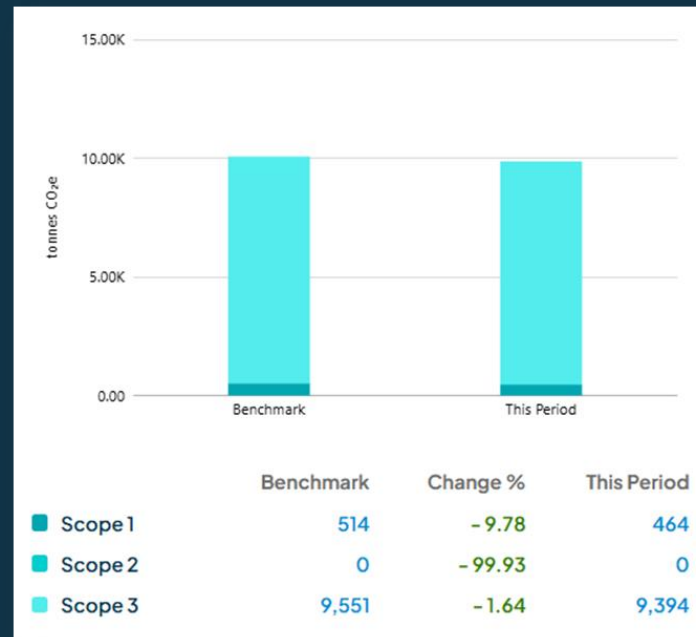 15.00K
10.00K
tonnes CO₂e
5.00K
0.00
Benchmark This Period
Benchmark Change % This Period
Scope 1 514 -9.78 464
Scope 2 0 -99.93 0
Scope 3 9,551 -1.64 9,394